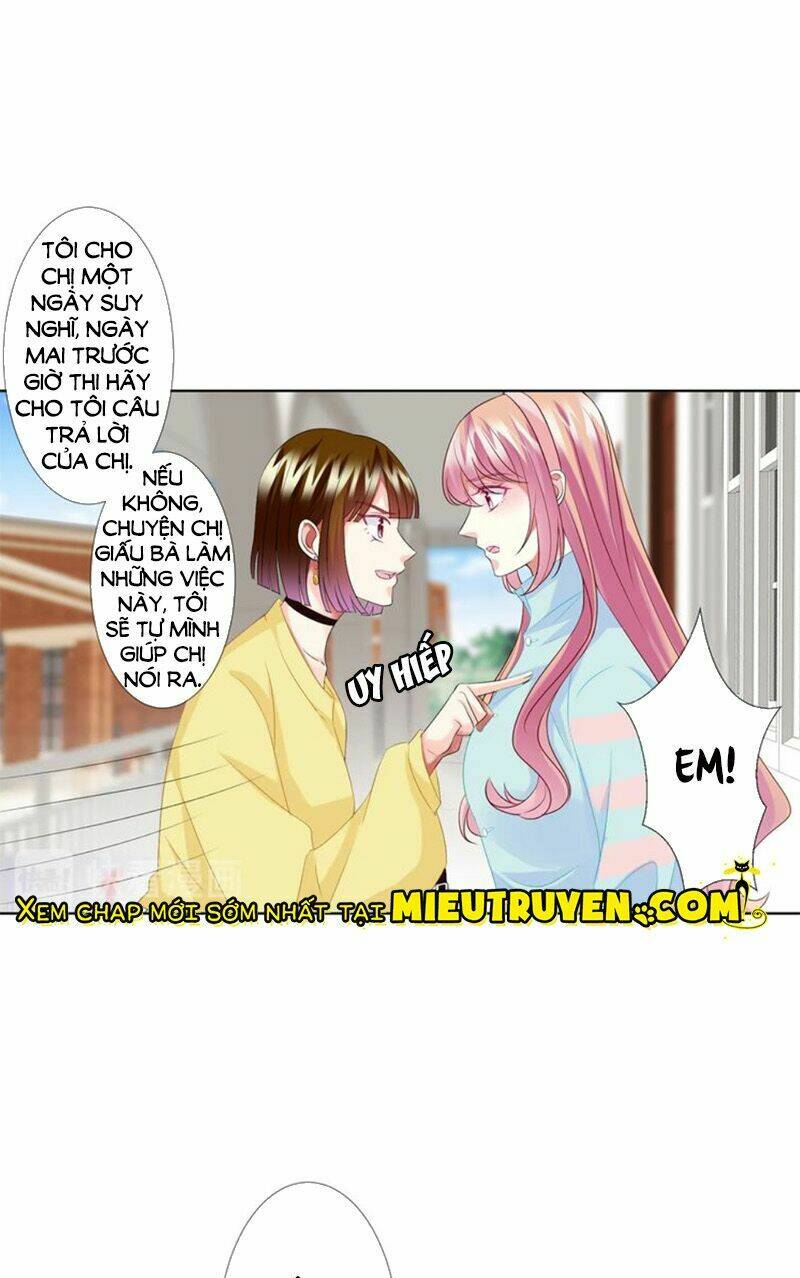 TÔI CHO
CHỊ MỘT
NGÀY SUY
NGHĨ, NGÀY
MAI TRƯỚC
GIỜ THI HÃY
CHO TÔI CÂU
TRẢ LỜI
CỦA CHỊ.
NẾU
KHÔNG,
CHUYỆN CHỊ
GIẤU BÀ LÀM
NHỮNG VIỆC
NÀY, TÔI
SẼ TỰ MÌNH
GIÚP CHỊ
NÓI RA.
UY HIẾP
EM!
XEM CHAP MỚI SỚM NHẤT TẠI MIEUTRUYEN.COM